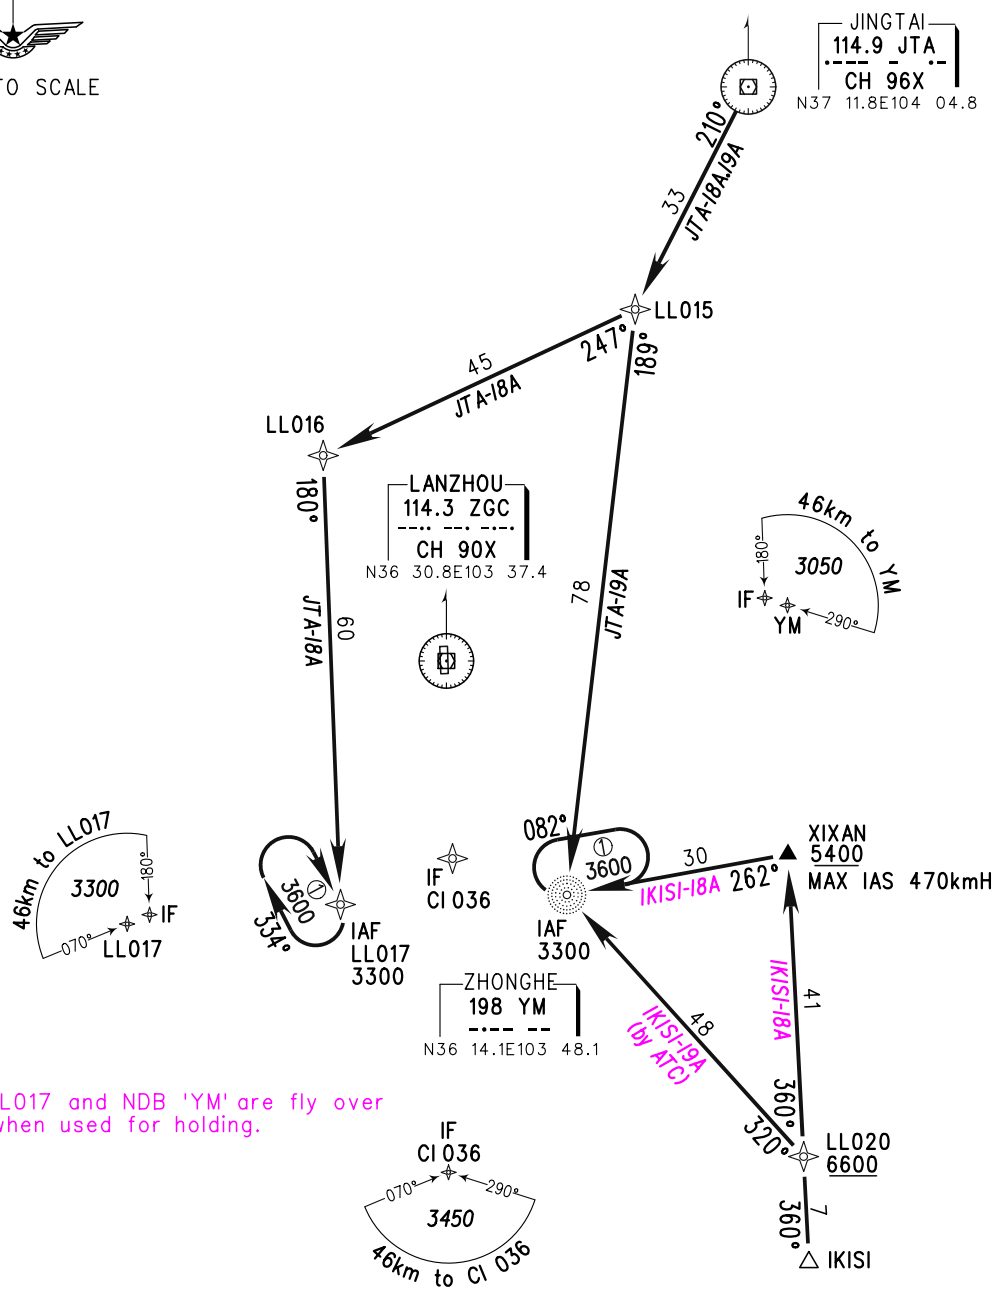 TO SCALE
JINGTAI
114.9 JTA
CH 96X
N37 11.8E104 04.8
210°
33
JTA-18A,19A
LL015
247°
189°
45
JTA-18A
LL016
180°
LANZHOU
114.3 ZGC
CH 90X
N36 30.8E103 37.4
46km to YM
180°
3050
IF
YM
290°
78
JTA-19A
JTA-18A
60
46km to LL017
180°
3300
IF
070°
LL017
082°
1
3600
30
XIXAN
5400
MAX IAS 470kmH
IKISI-18A
262°
IF
CI 036
3600
1
334°
IAF
LL017
3300
IAF
3300
ZHONGHE
198 YM
N36 14.1E103 48.1
48
IKISI-19A
(by ATC)
IKISI-18A
41
360°
320°
LL020
6600
7
360°
IKISI
LL017 and NDB 'YM' are fly over
when used for holding.
IF
CI 036
070°
290°
3450
46km to CI 036